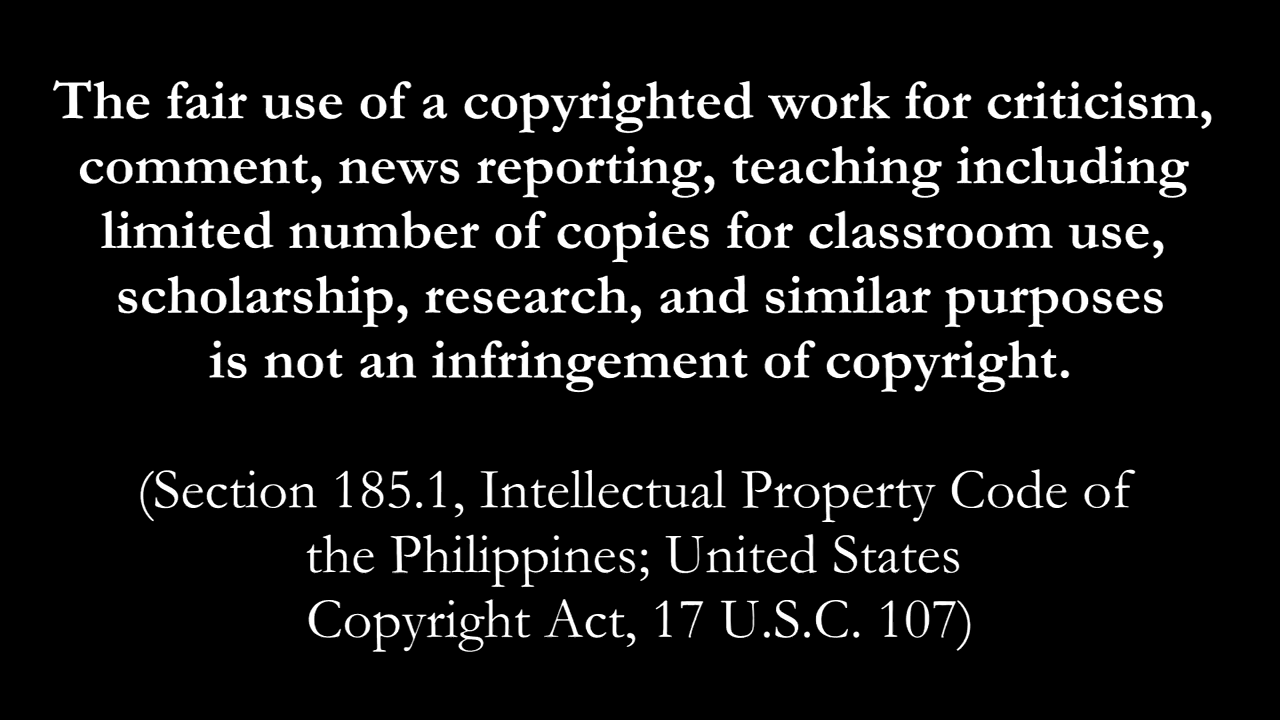 The fair use of a copyrighted work for criticism,
comment, news reporting, teaching including
limited number of copies for classroom use,
scholarship, research, and similar purposes
is not an infringement of copyright.
(Section 185.1, Intellectual Property Code of
the Philippines; United States
Copyright Act, 17 U.S.C. 107)